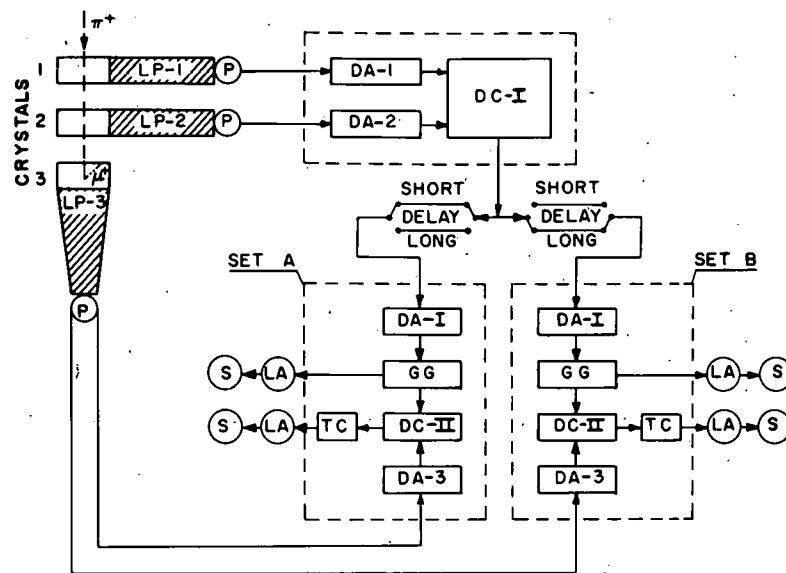 π+
CRYSTALS
1
LP-1
P
DA-1
DC-I
2
LP-2
P
DA-2
3
μ
LP-3
P
SHORT
DELAY
LONG
SHORT
DELAY
LONG
SET A
SET B
DA-I
DA-I
S
LA
GG
GG
LA
S
S
LA
TC
DC-II
DC-II
TC
LA
S
DA-3
DA-3